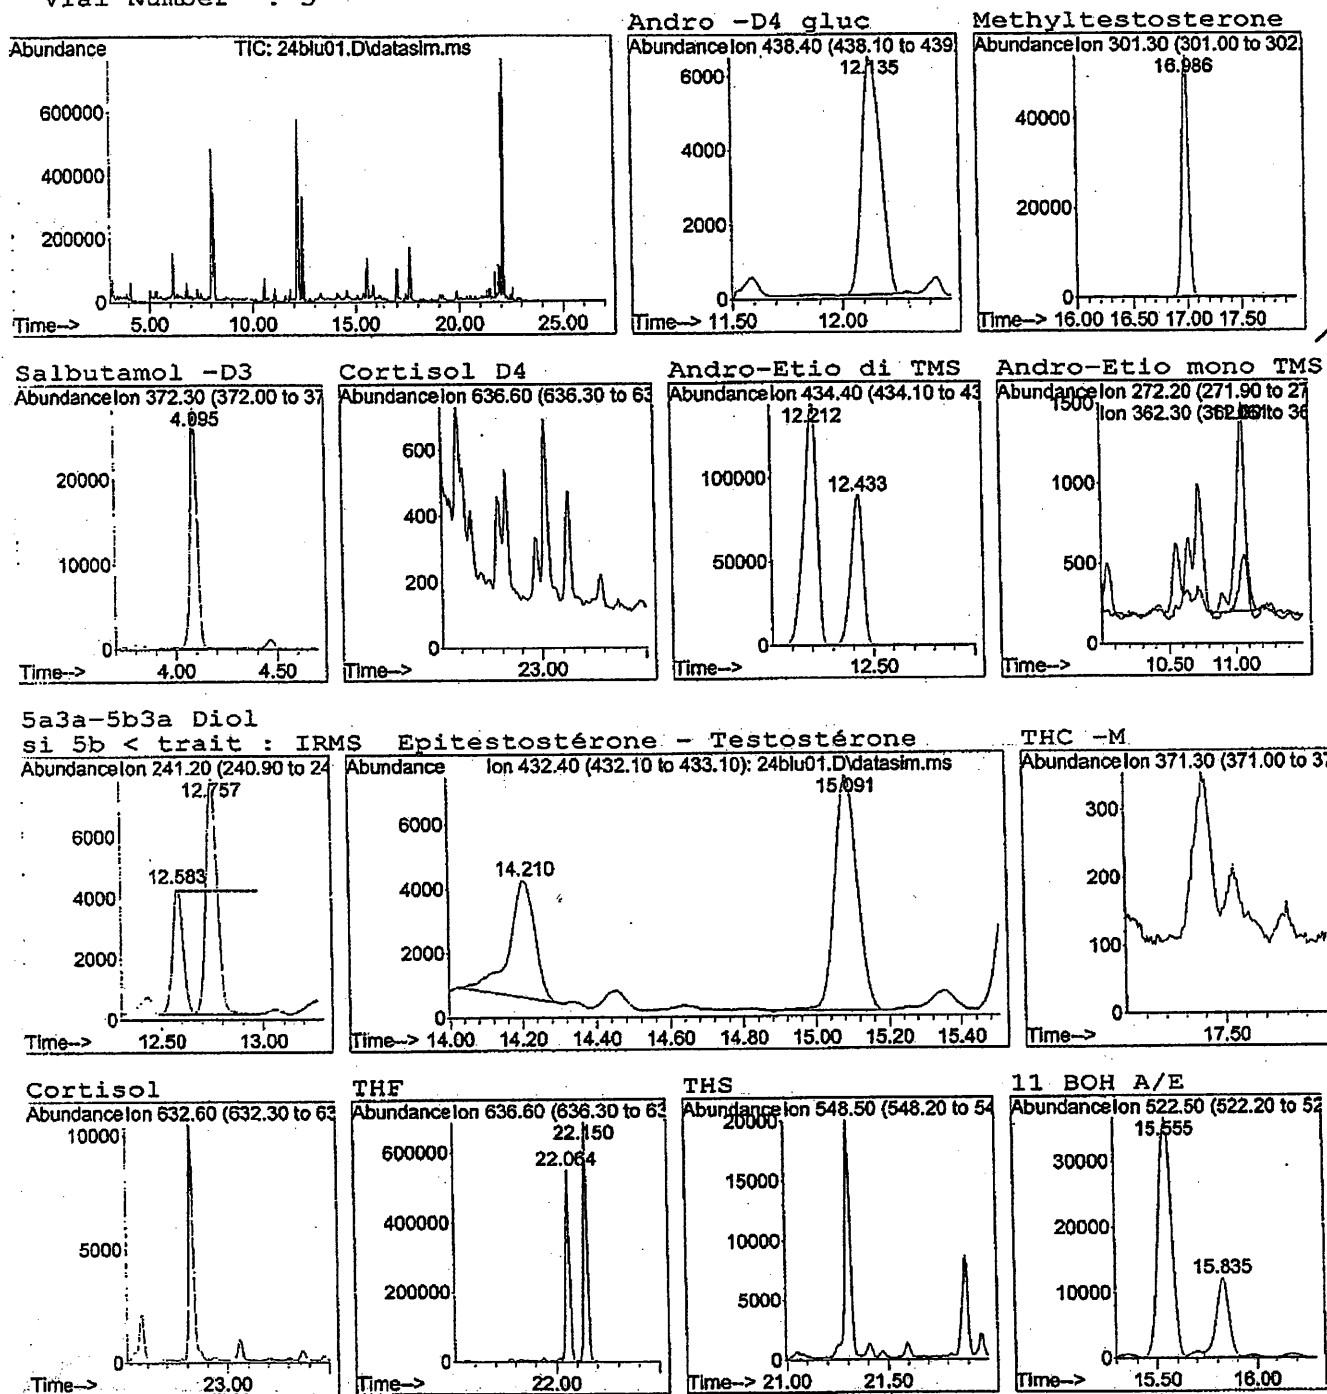 Vial Number : 5
Andro -D4 gluc
Methyltestosterone
Abundance
TIC: 24blu01.D\datasim.ms
600000
400000
200000
0
Time--> 5.00 10.00 15.00 20.00 25.00
Abundance Ion 438.40 (438.10 to 439
12.135
6000
4000
2000
0
Time--> 11.50 12.00
Abundance Ion 301.30 (301.00 to 302.
16.986
40000
20000
0
Time--> 16.00 16.50 17.00 17.50
Salbutamol -D3
Cortisol D4
Andro-Etio di TMS
Andro-Etio mono TMS
Abundance Ion 372.30 (372.00 to 37
4.095
20000
10000
0
Time--> 4.00 4.50
Abundance Ion 636.60 (636.30 to 63
600
400
200
0
Time--> 23.00
Abundance Ion 434.40 (434.10 to 43
12.212
12.433
100000
50000
0
Time--> 12.50
Abundance Ion 272.20 (271.90 to 27
1500
Ion 362.30
1000
500
0
Time--> 10.50 11.00
5a3a-5b3a Diol
si 5b < trait : IRMS
Epitestostérone - Testostérone
THC -M
Abundance Ion 241.20 (240.90 to 24
12.757
12.583
6000
4000
2000
0
Time--> 12.50 13.00
Abundance
Ion 432.40 (432.10 to 433.10): 24blu01.D\datasim.ms
15.091
14.210
6000
4000
2000
0
Time--> 14.00 14.20 14.40 14.60 14.80 15.00 15.20 15.40
Abundance Ion 371.30 (371.00 to 37
300
200
100
0
Time--> 17.50
Cortisol
THF
THS
11 BOH A/E
Abundance Ion 632.60 (632.30 to 63
10000
5000
0
Time--> 23.00
Abundance Ion 636.60 (636.30 to 63
22.150
22.064
600000
400000
200000
0
Time--> 22.00
Abundance Ion 548.50 (548.20 to 54
20000
15000
10000
5000
0
Time--> 21.00 21.50
Abundance Ion 522.50 (522.20 to 52
15.555
15.835
30000
20000
10000
0
Time--> 15.50 16.00